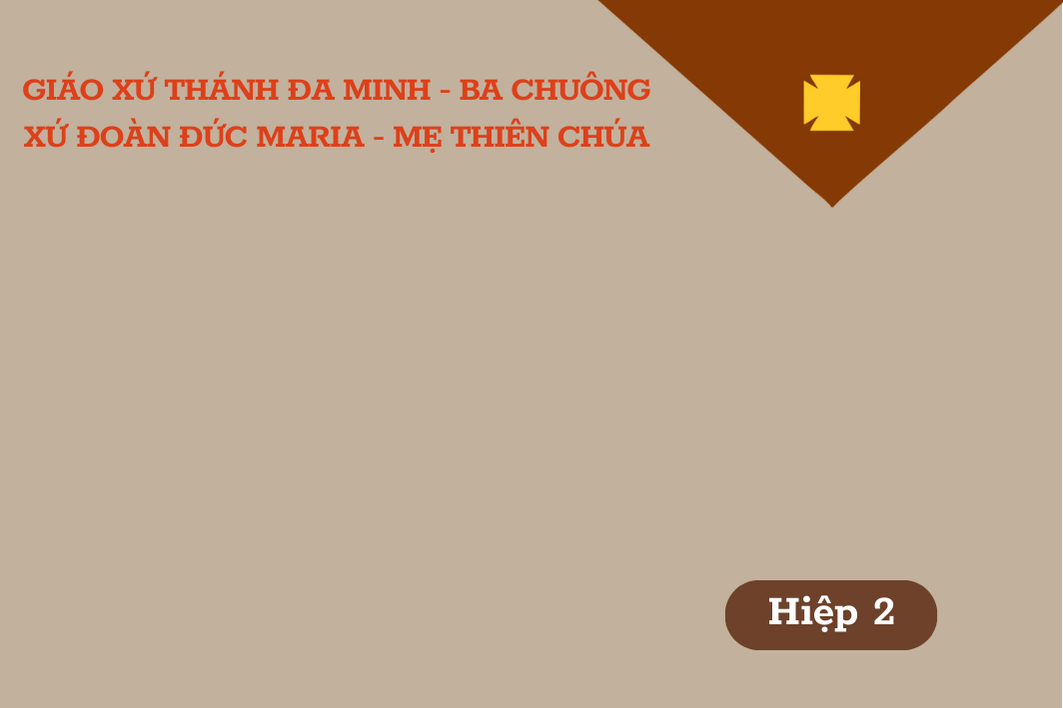 GIÁO XỨ THÁNH ĐA MINH - BA CHUÔNG
XỨ ĐOÀN ĐỨC MARIA - MẸ THIÊN CHÚA
Hiệp 2